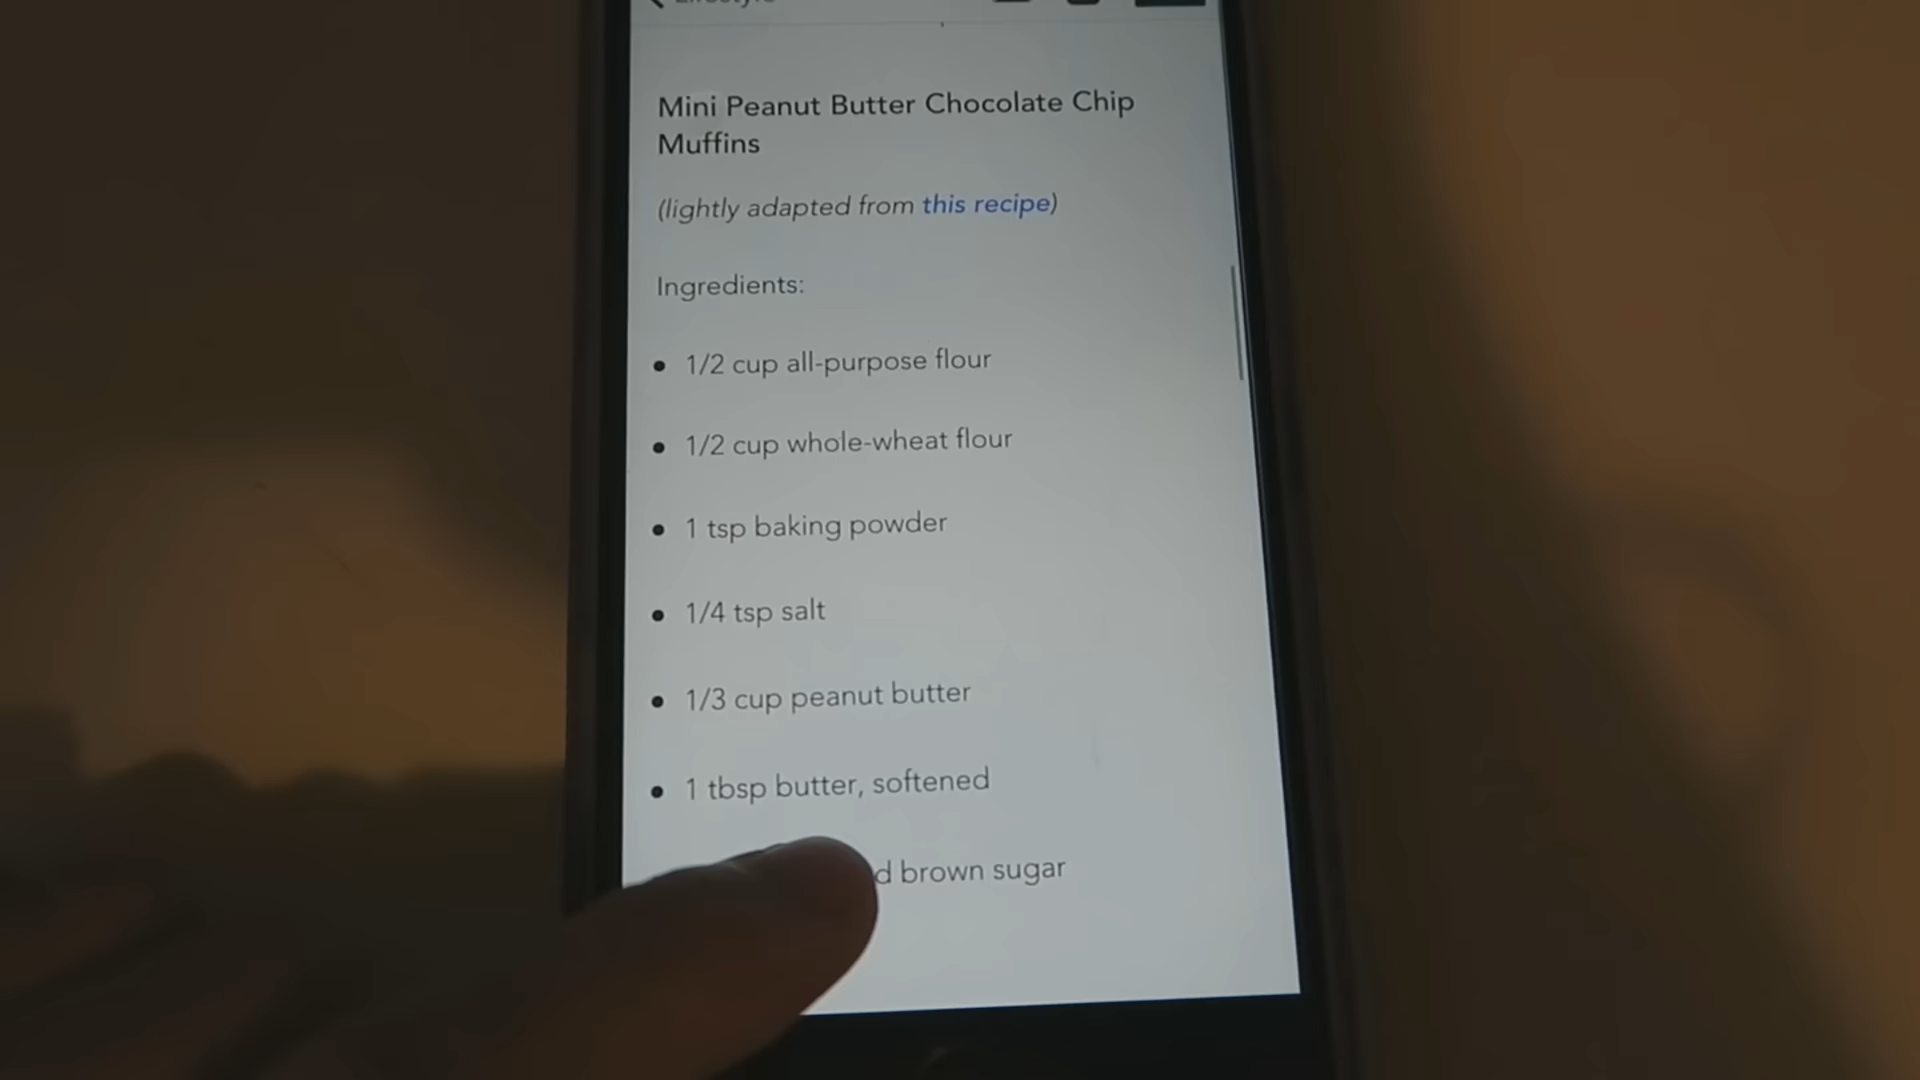 Mini Peanut Butter Chocolate Chip
Muffins
(lightly adapted from this recipe)
Ingredients:
1/2 cup all-purpose flour
1/2 cup whole-wheat flour
1 tsp baking powder
1/4 tsp salt
1/3 cup peanut butter
1 tbsp butter, softened
brown sugar